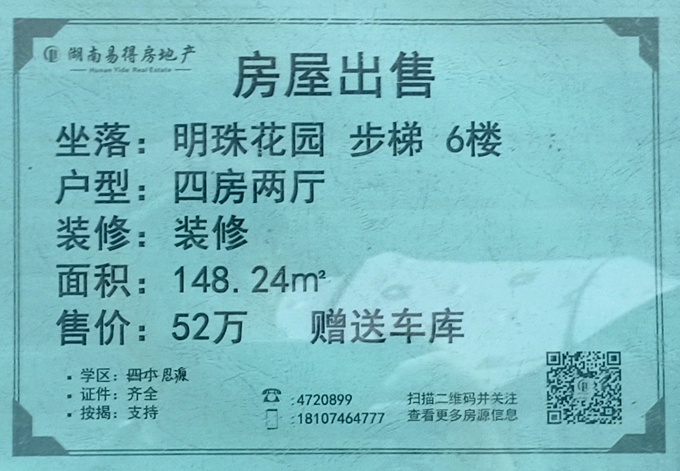 湖南易得房地产
Hunan Yide Real Estate
房屋出售
坐落：明珠花园 步梯 6楼
户型：四房两厅
装修：装修
面积：148.24㎡
售价：52万 赠送车库
· 学区：四小思源
· 证件：齐全
· 按揭：支持
:4720899
:18107464777
扫描二维码并关注
查看更多房源信息